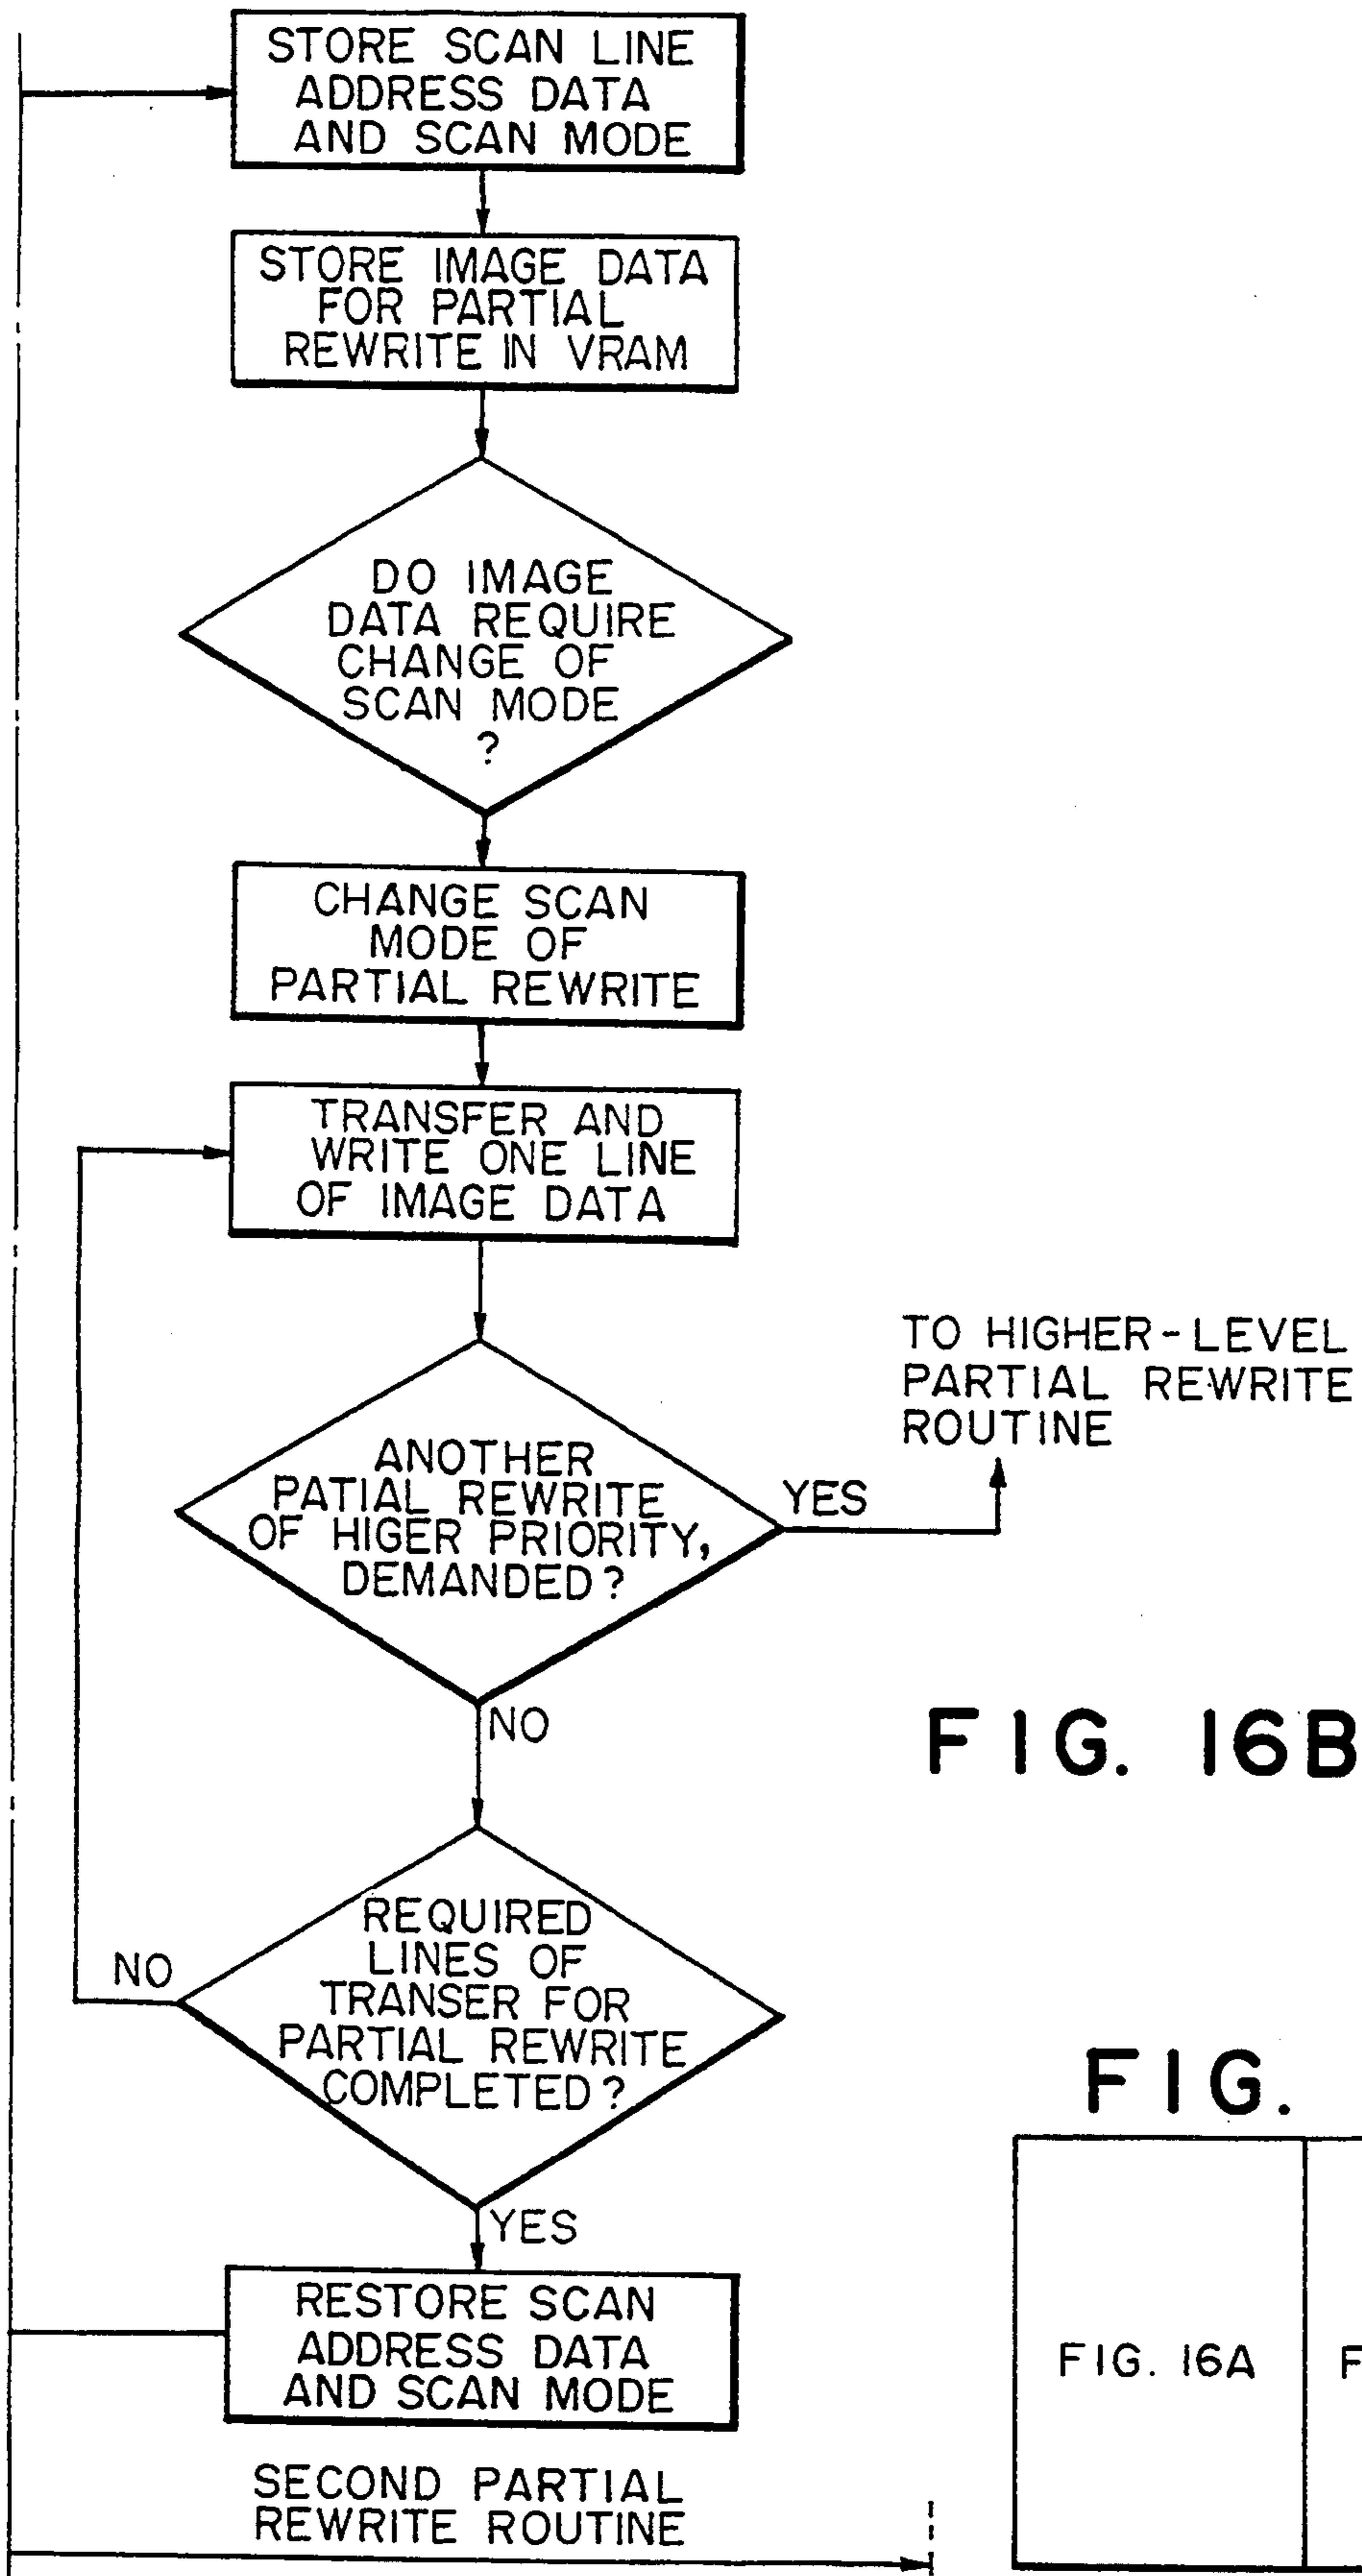 STORE SCAN LINE
ADDRESS DATA
AND SCAN MODE
STORE IMAGE DATA
FOR PARTIAL
REWRITE IN VRAM
DO IMAGE
DATA REQUIRE
CHANGE OF
SCAN MODE
?
CHANGE SCAN
MODE OF
PARTIAL REWRITE
TRANSFER AND
WRITE ONE LINE
OF IMAGE DATA
TO HIGHER-LEVEL
PARTIAL REWRITE
ROUTINE
ANOTHER
PATIAL REWRITE
OF HIGER PRIORITY,
DEMANDED?
YES
NO
FIG. 16B
REQUIRED
LINES OF
TRANSER FOR
PARTIAL REWRITE
COMPLETED?
NO
YES
RESTORE SCAN
ADDRESS DATA
AND SCAN MODE
SECOND PARTIAL
REWRITE ROUTINE
FIG.
FIG. 16A